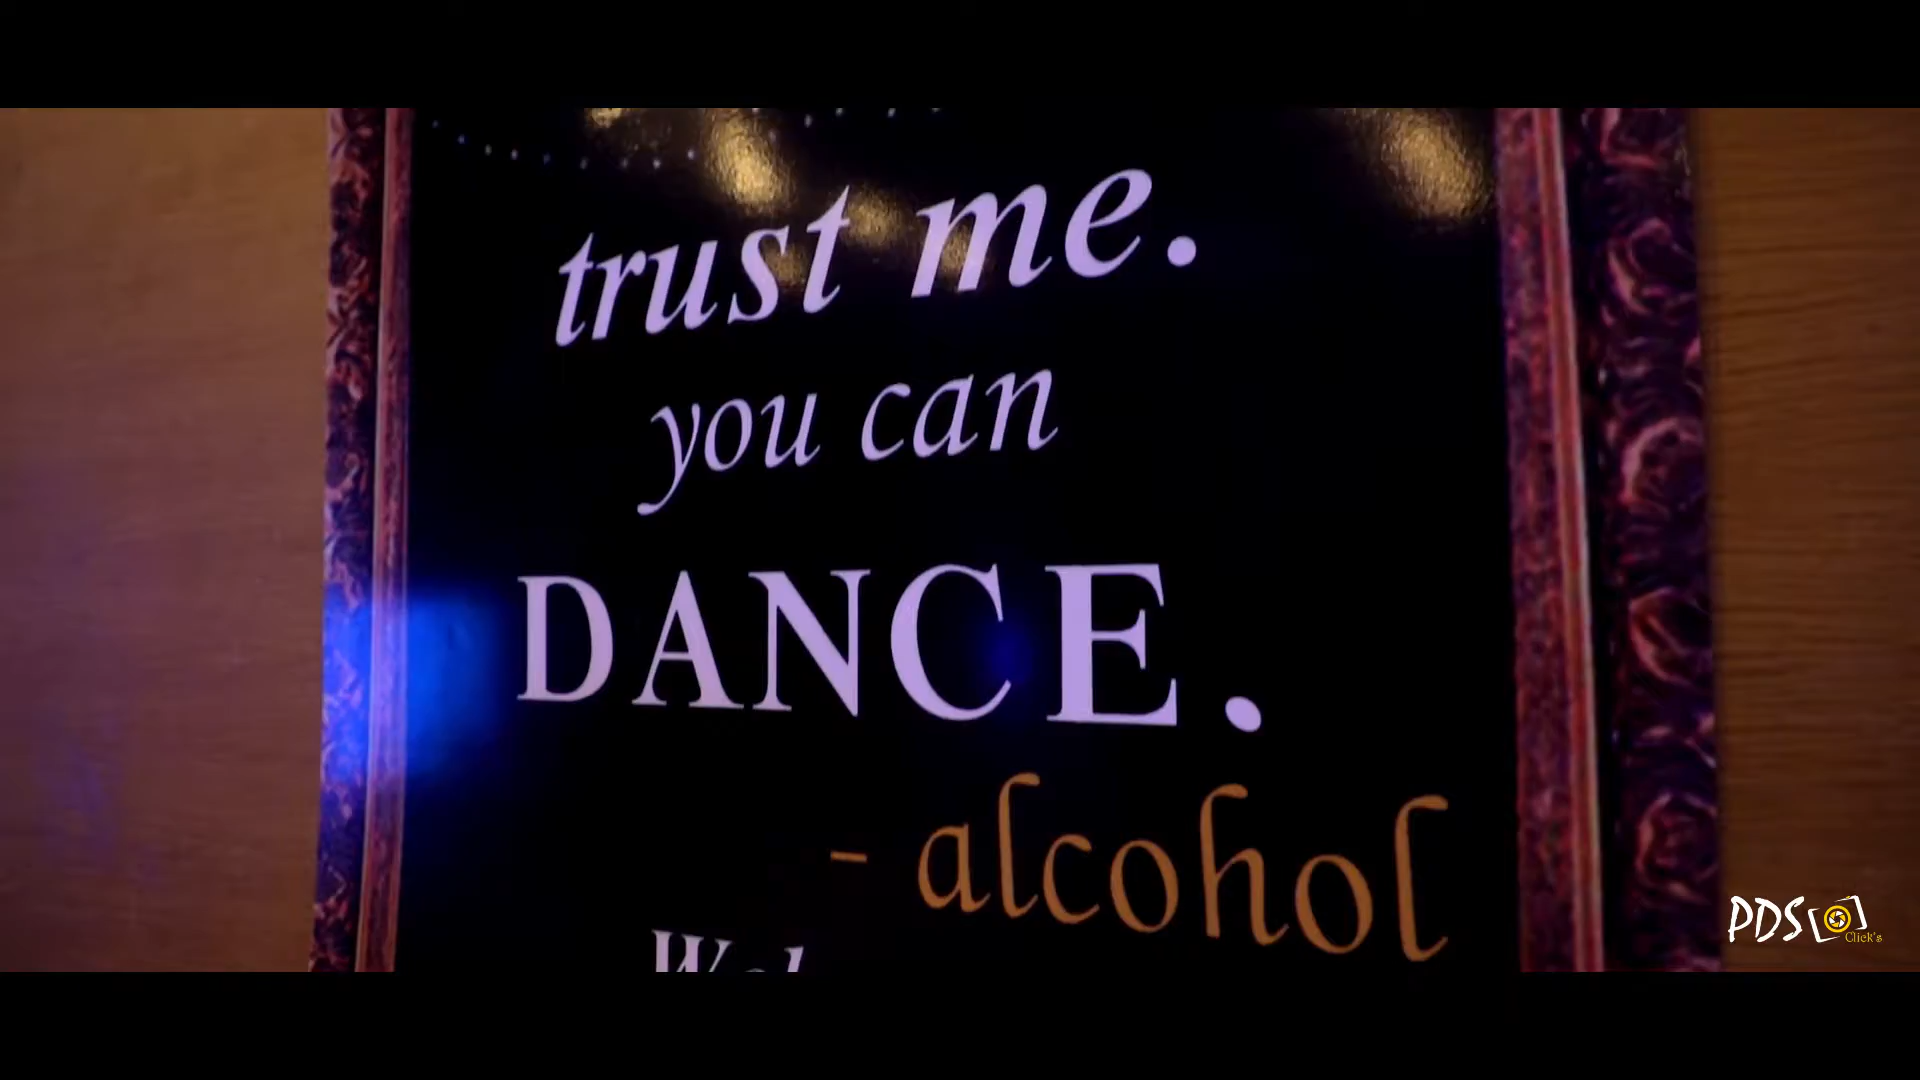 trust me.
you can
DANCE.
- alcohol
PDS
Click's